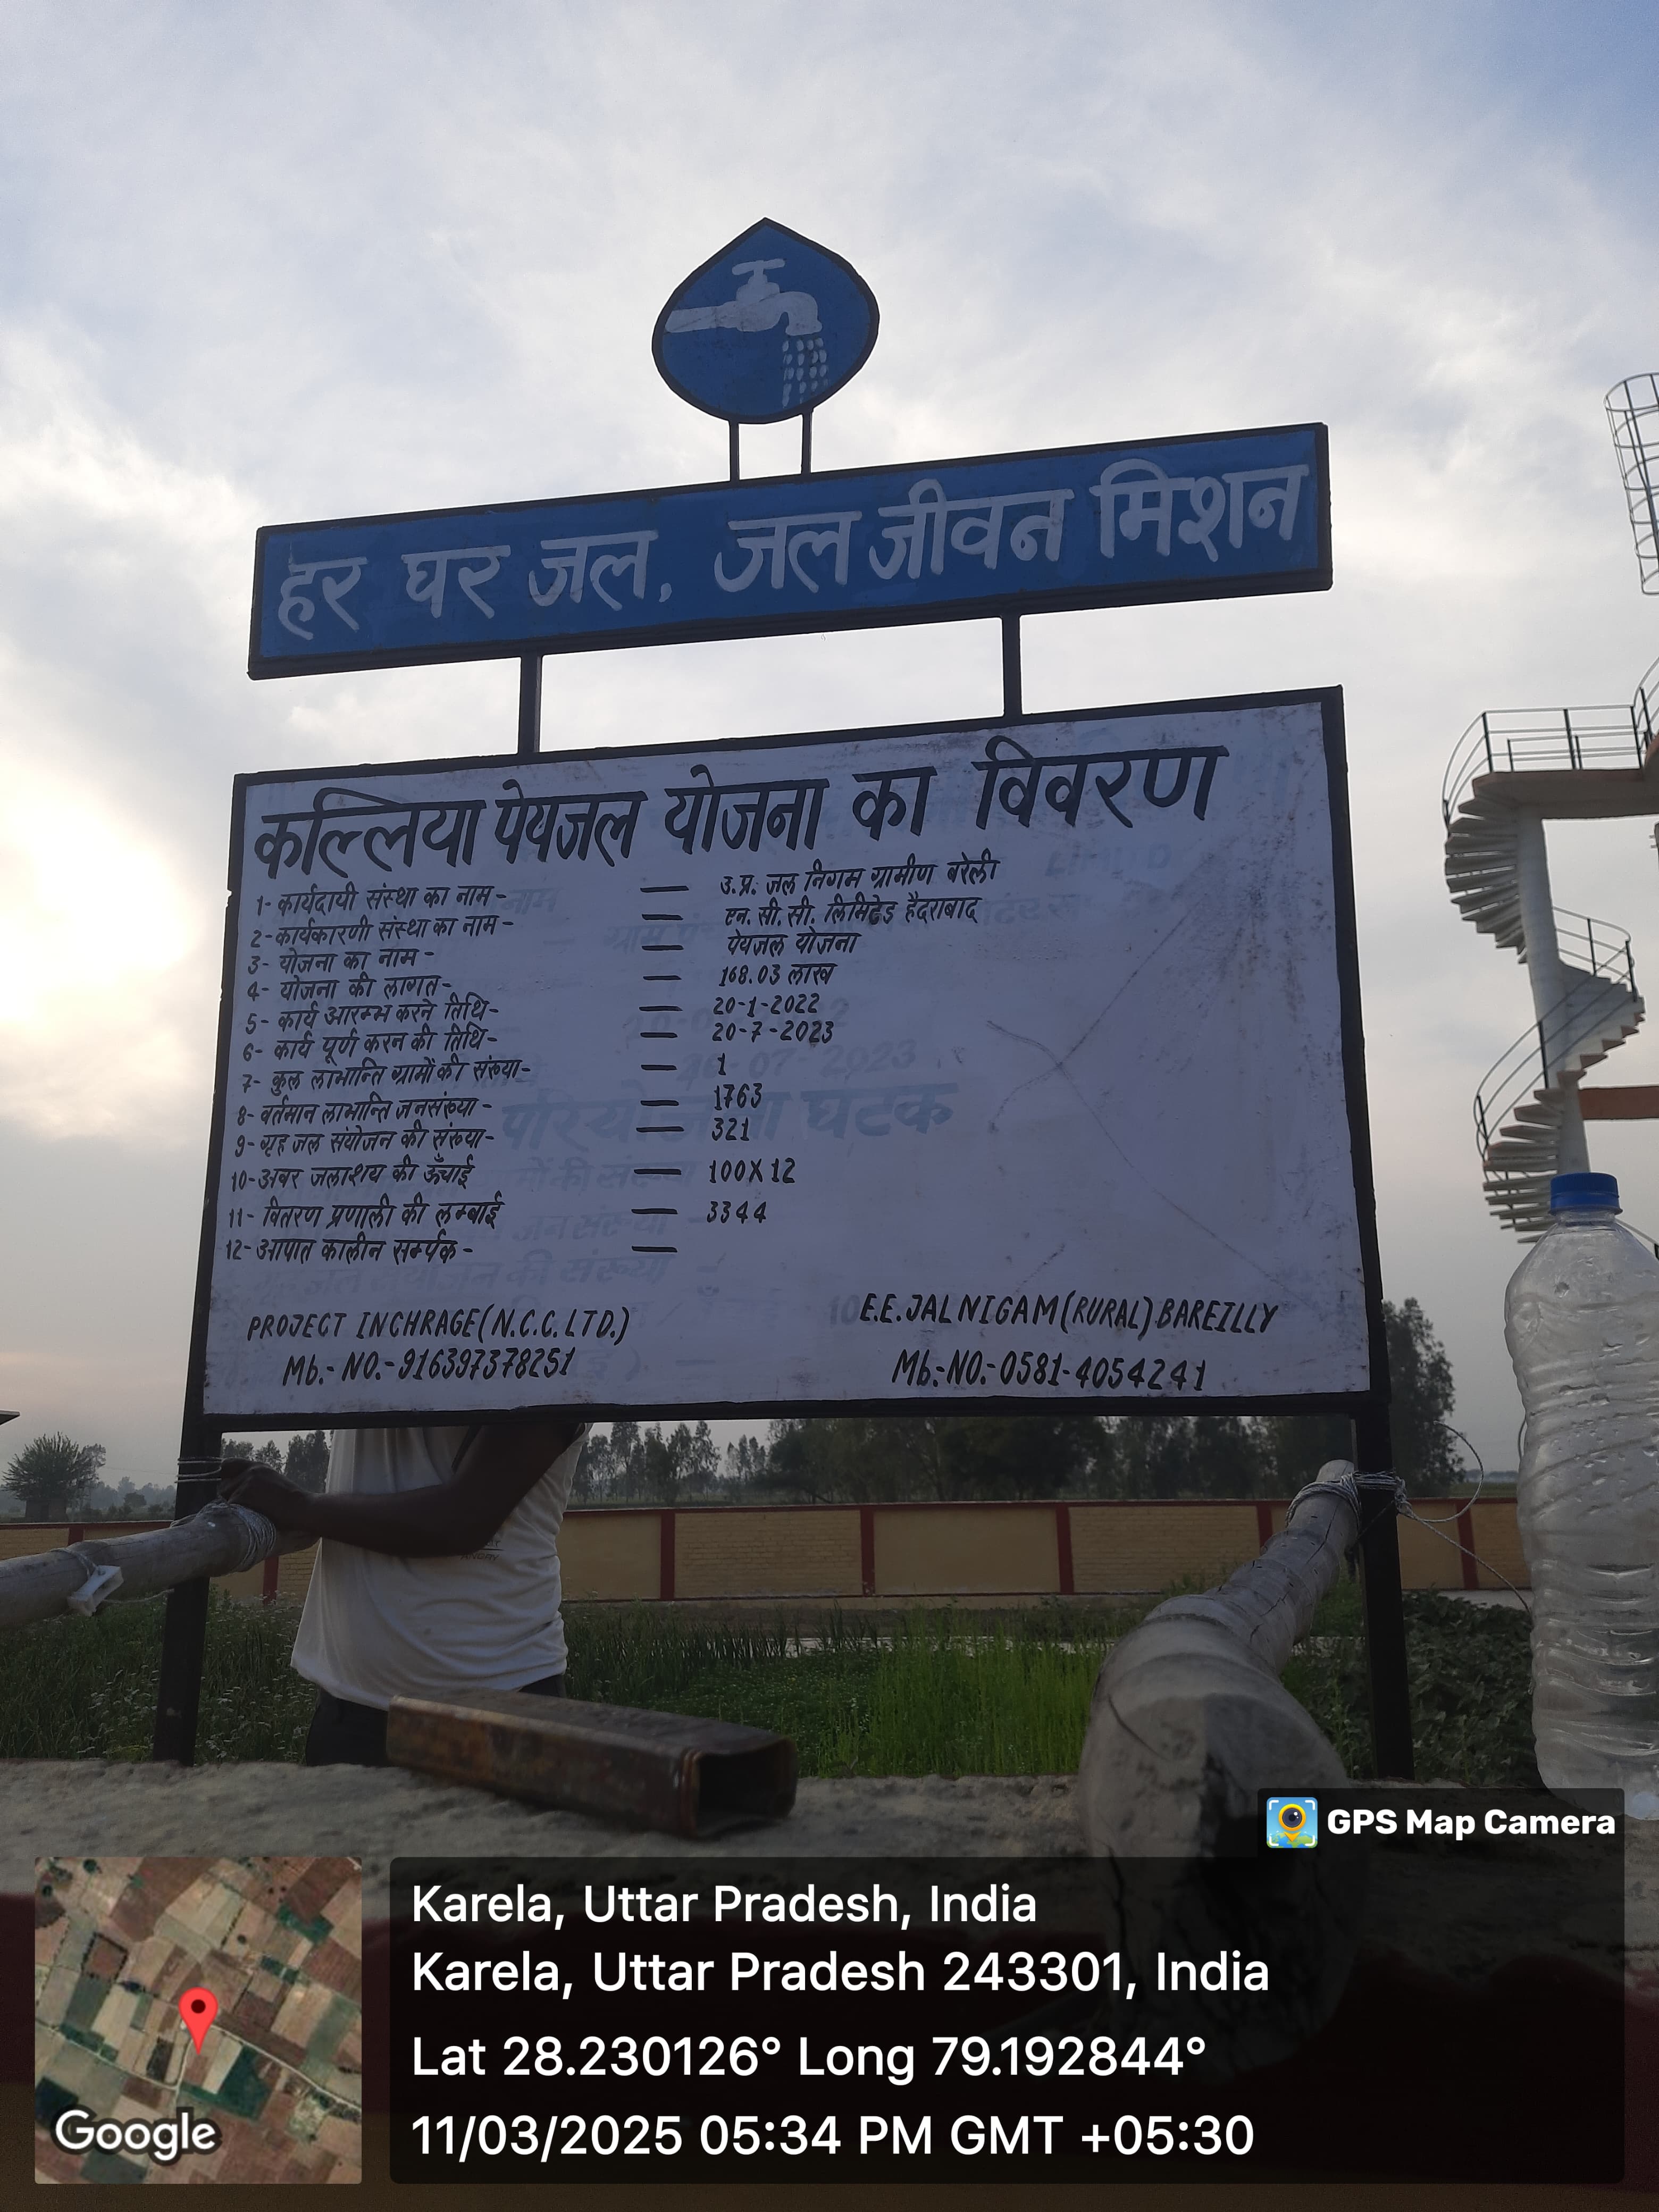 हर घर जल, जल जीवन मिशन
कल्लिया पेयजल योजना का विवरण
1- कार्यदायी संस्था का नाम- — उ.प्र. जल निगम ग्रामीण बरेली
2- कार्यकारणी संस्था का नाम- — एन. सी. सी. लिमिटेड हैदराबाद
3- योजना का नाम- — पेयजल योजना
4- योजना की लागत- — 168.03 लाख
5- कार्य आरम्भ करने तिथि- — 20-1-2022
6- कार्य पूर्ण करन की तिथि- — 20-7-2023
7- कुल लाभान्ति ग्रामों की संख्या- — 1
8- वर्तमान लाभान्ति जनसंख्या- — 1763
9- गृह जल संयोजन की संख्या- — 321
10- अवर जलाशय की ऊँचाई — 100X12
11- वितरण प्रणाली की लम्बाई — 3344
12- आपात कालीन सर्म्पक- —
PROJECT INCHRAGE(N.C.C.LTD.)
Mb.-NO.-916397378251
E.E.JAL NIGAM(RURAL)BAREILLY
Mb.-NO.-0581-4054241
GPS Map Camera
Karela, Uttar Pradesh, India
Karela, Uttar Pradesh 243301, India
Lat 28.230126° Long 79.192844°
11/03/2025 05:34 PM GMT +05:30
Google